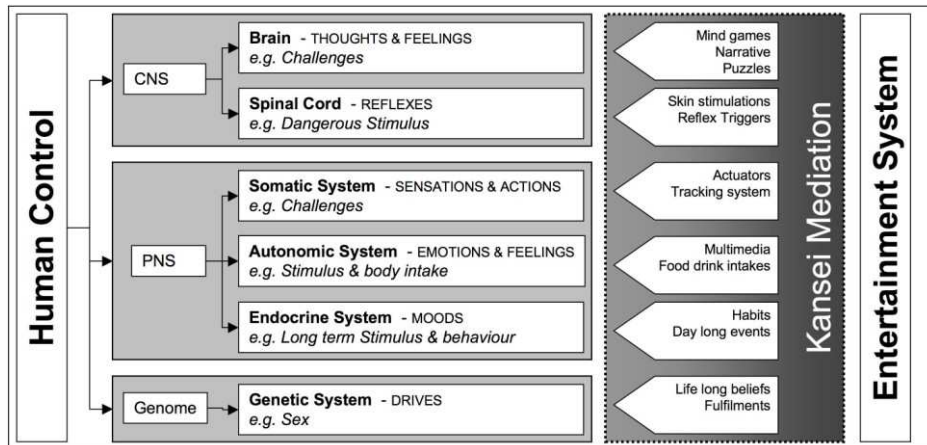 Human Control
CNS
Brain - THOUGHTS & FEELINGS
e.g. Challenges
Spinal Cord - REFLEXES
e.g. Dangerous Stimulus
PNS
Somatic System - SENSATIONS & ACTIONS
e.g. Challenges
Autonomic System - EMOTIONS & FEELINGS
e.g. Stimulus & body intake
Endocrine System - MOODS
e.g. Long term Stimulus & behaviour
Genome
Genetic System - DRIVES
e.g. Sex
Mind games
Narrative
Puzzles
Skin stimulations
Reflex Triggers
Actuators
Tracking system
Multimedia
Food drink intakes
Habits
Day long events
Life long beliefs
Fulfilments
Kansei Mediation
Entertainment System